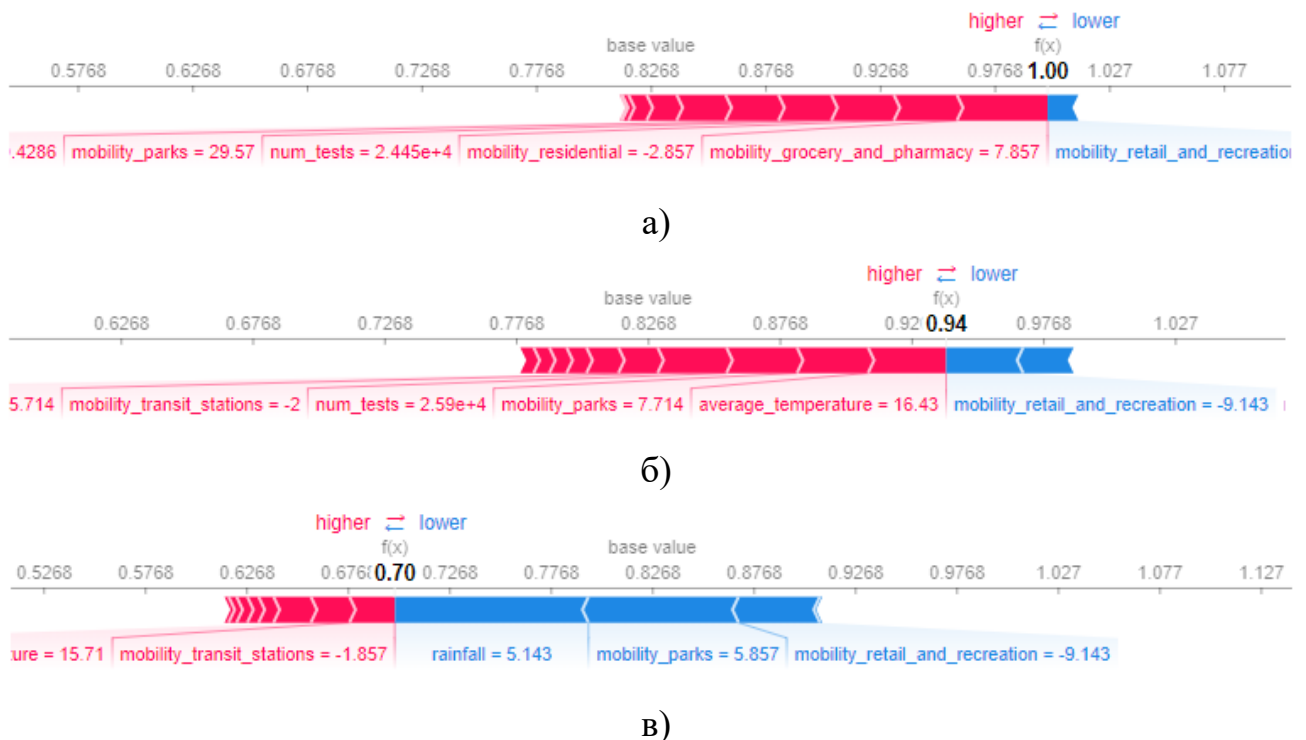 higher ⇄ lower
base value f(x)
0.5768 0.6268 0.6768 0.7268 0.7768 0.8268 0.8768 0.9268 0.9768 1.00 1.027 1.077
.4286 mobility_parks = 29.57 num_tests = 2.445e+4 mobility_residential = -2.857 mobility_grocery_and_pharmacy = 7.857 mobility_retail_and_recreation
а)
higher ⇄ lower
base value f(x)
0.6268 0.6768 0.7268 0.7768 0.8268 0.8768 0.92 0.94 0.9768 1.027
5.714 mobility_transit_stations = -2 num_tests = 2.59e+4 mobility_parks = 7.714 average_temperature = 16.43 mobility_retail_and_recreation = -9.143
б)
higher ⇄ lower
f(x) base value
0.5268 0.5768 0.6268 0.6768 0.70 0.7268 0.7768 0.8268 0.8768 0.9268 0.9768 1.027 1.077 1.127
ure = 15.71 mobility_transit_stations = -1.857 rainfall = 5.143 mobility_parks = 5.857 mobility_retail_and_recreation = -9.143
в)